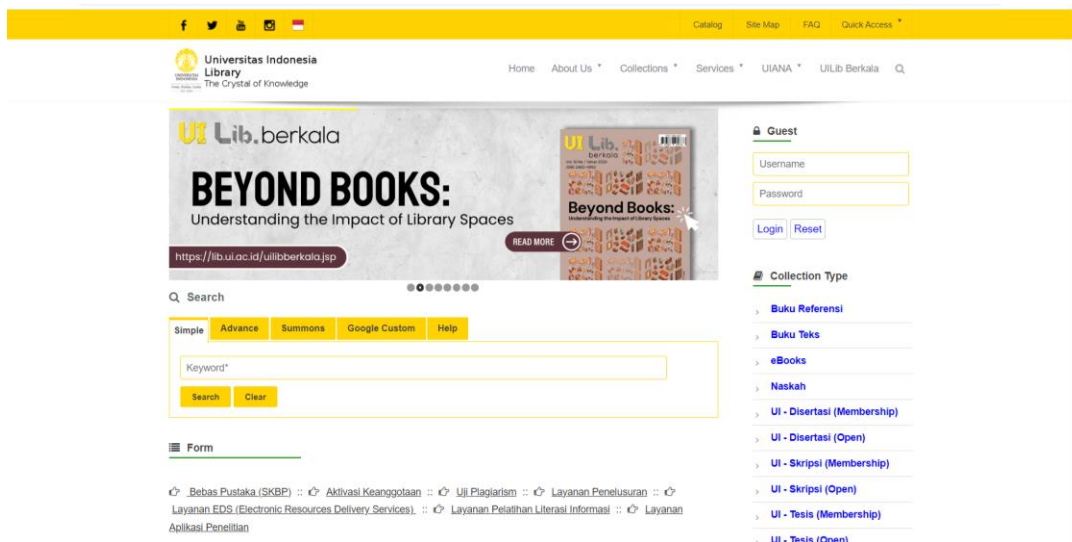 Catalog Site Map FAQ Quick Access
Universitas Indonesia
Library
The Crystal of Knowledge
Home About Us Collections Services UIANA UILib Berkala
UI Lib.berkala
BEYOND BOOKS:
Understanding the Impact of Library Spaces
READ MORE
https://lib.ui.ac.id/uilibberkala.jsp
UI Lib.
berkala
Beyond Books:
Understanding the Impact of Library Spaces
Guest
Username
Password
Login Reset
Search
Simple Advance Summons Google Custom Help
Keyword*
Search Clear
Form
Bebas Pustaka (SKBP) :: Aktivasi Keanggotaan :: Uji Plagiarism :: Layanan Penelusuran ::
Layanan EDS (Electronic Resources Delivery Services) :: Layanan Pelatihan Literasi Informasi :: Layanan
Aplikasi Penelitian
Collection Type
Buku Referensi
Buku Teks
eBooks
Naskah
UI - Disertasi (Membership)
UI - Disertasi (Open)
UI - Skripsi (Membership)
UI - Skripsi (Open)
UI - Tesis (Membership)
UI - Tesis (Open)